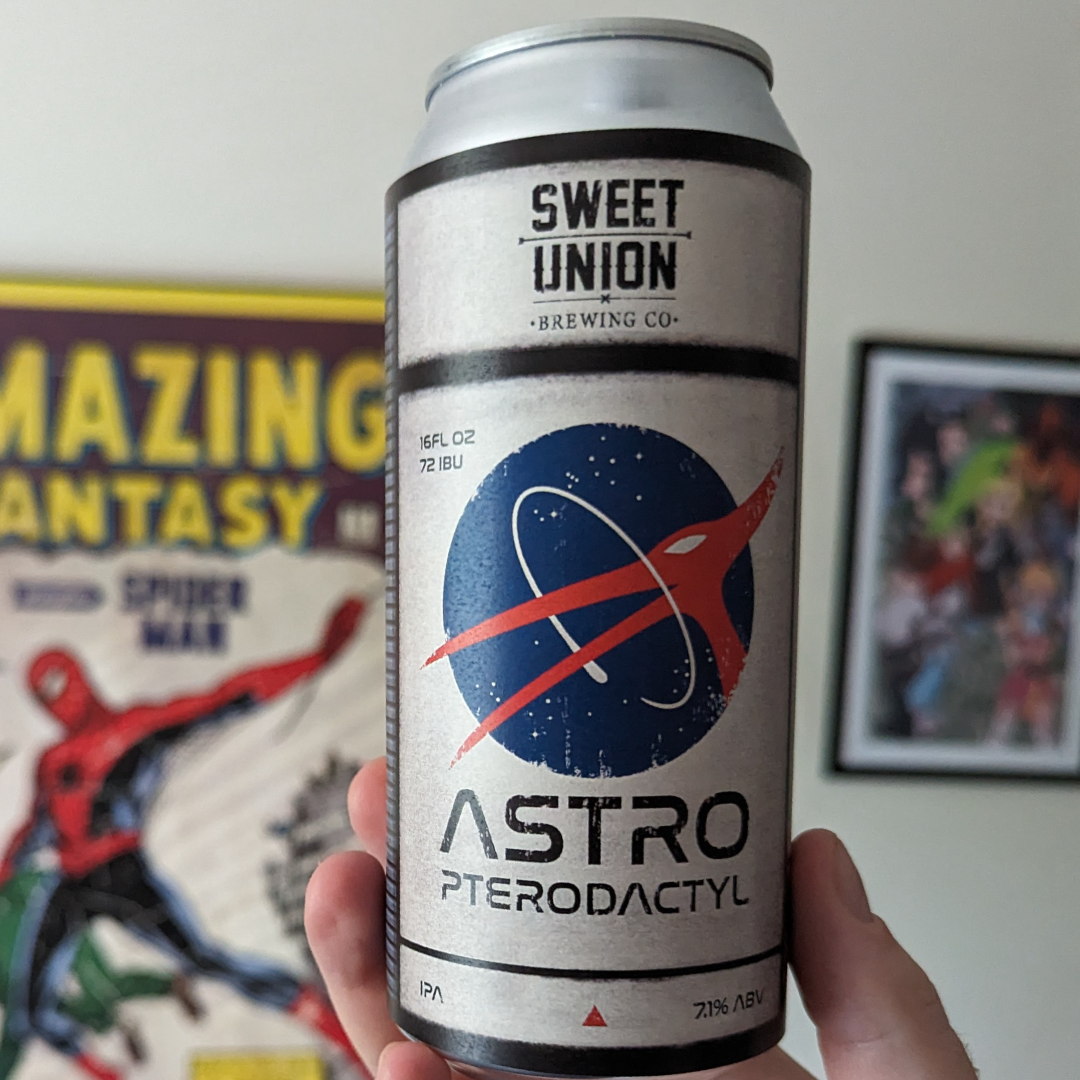 SWEET
UNION
·BREWING CO·
16FL OZ
72 IBU
ASTRO
PTERODACTYL
IPA
7.1% ABV
MAZING
ANTASY
SPIDER
MAN